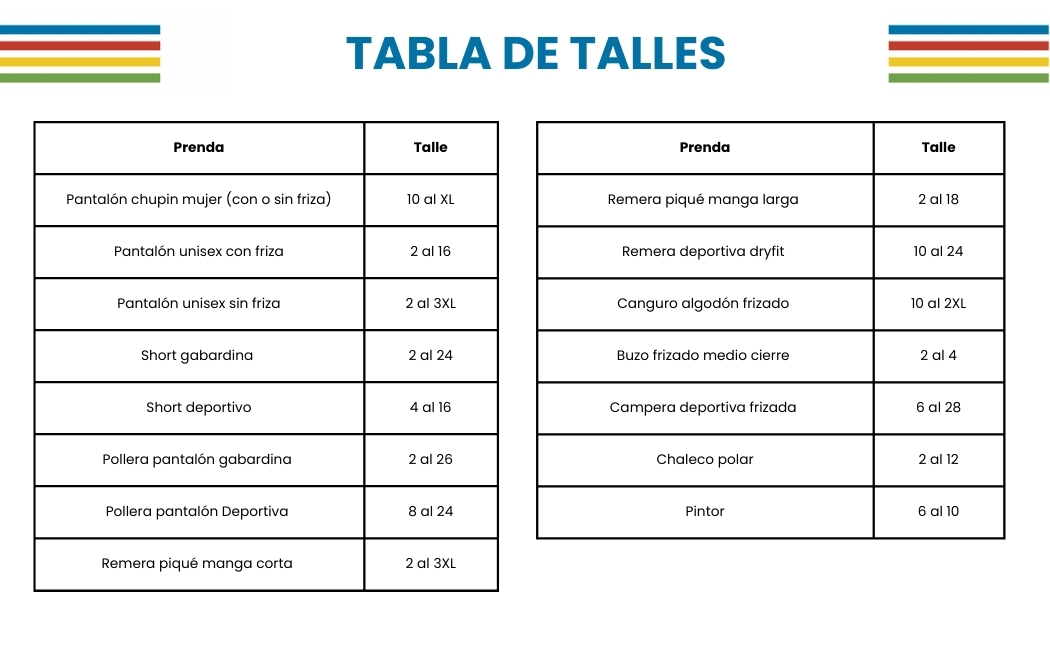 TABLA DE TALLES
Prenda Talle
Pantalón chupin mujer (con o sin friza) 10 al XL
Pantalón unisex con friza 2 al 16
Pantalón unisex sin friza 2 al 3XL
Short gabardina 2 al 24
Short deportivo 4 al 16
Pollera pantalón gabardina 2 al 26
Pollera pantalón Deportiva 8 al 24
Remera piqué manga corta 2 al 3XL
Prenda Talle
Remera piqué manga larga 2 al 18
Remera deportiva dryfit 10 al 24
Canguro algodón frizado 10 al 2XL
Buzo frizado medio cierre 2 al 4
Campera deportiva frizada 6 al 28
Chaleco polar 2 al 12
Pintor 6 al 10